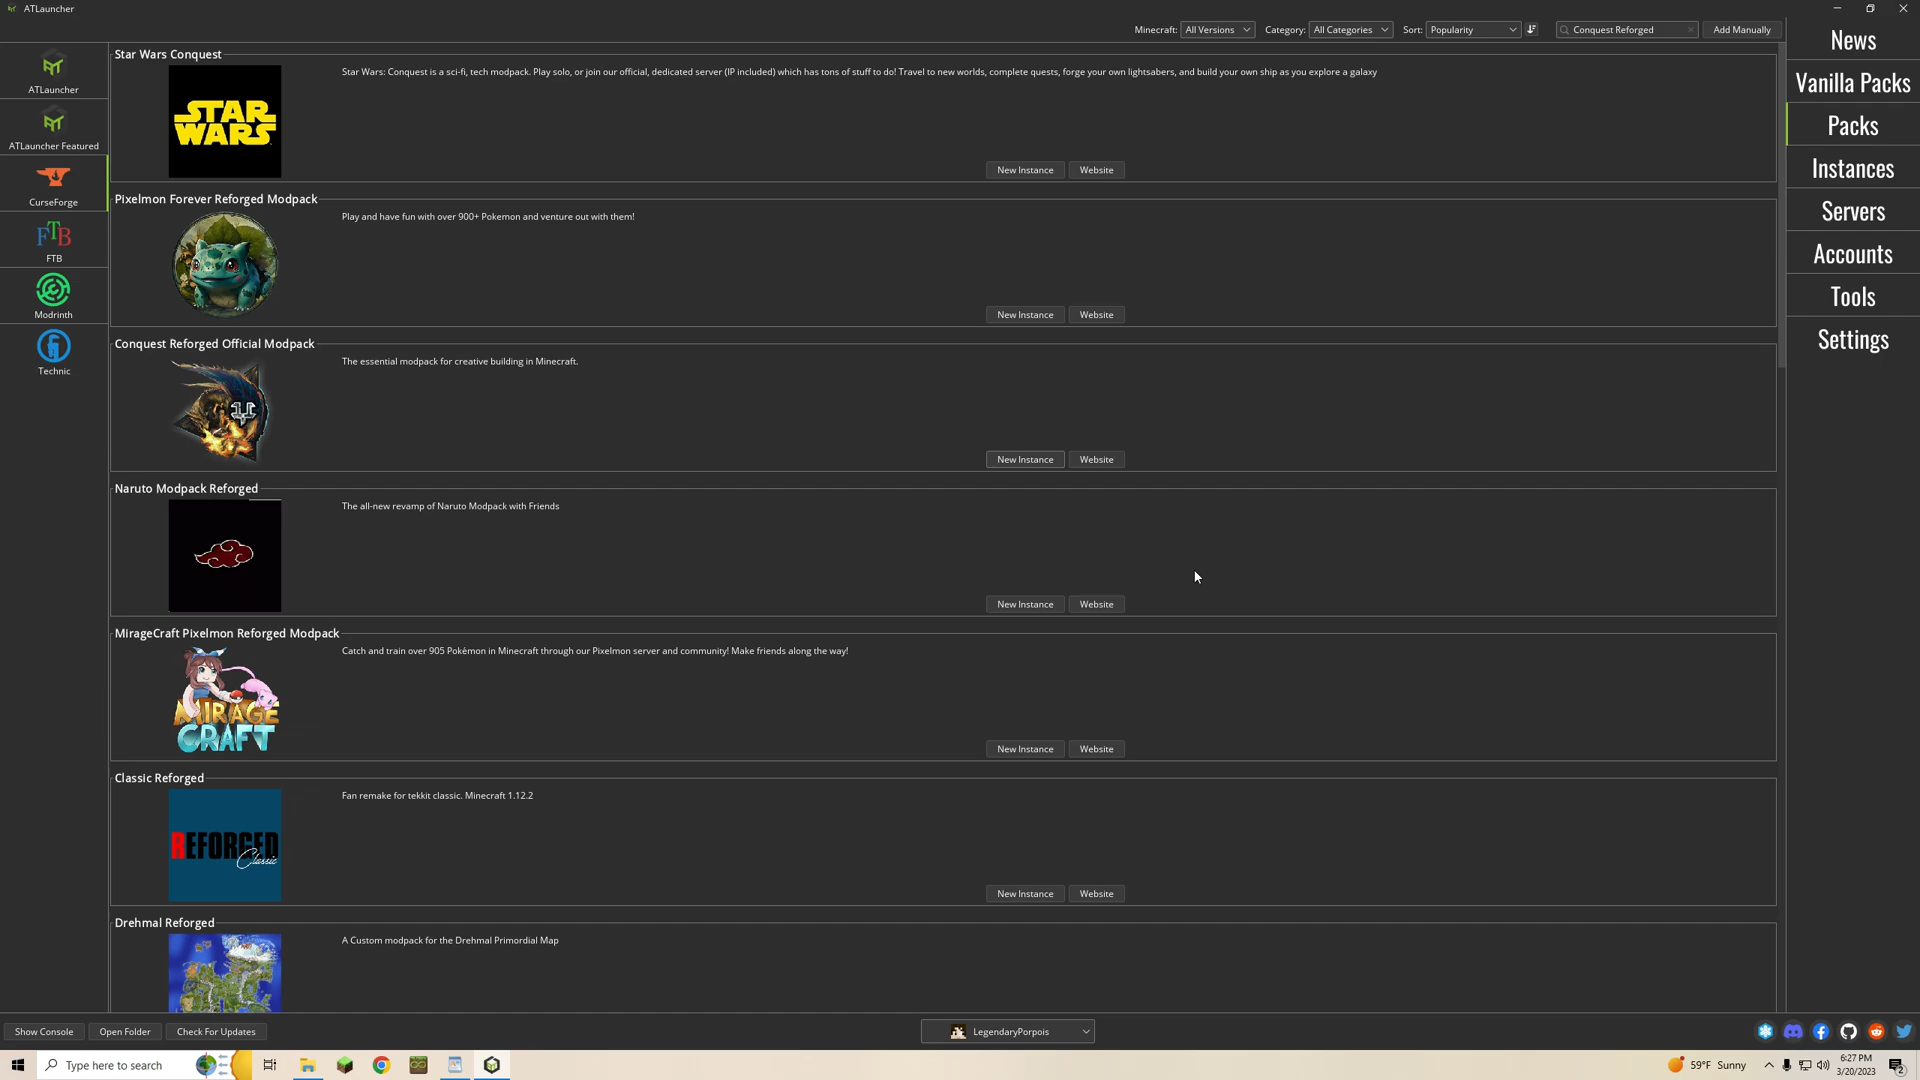 ATLauncher
Minecraft: All Versions Category: All Categories Sort: Popularity Conquest Reforged Add Manually
News
Vanilla Packs
Packs
Instances
Servers
Accounts
Tools
Settings
ATLauncher
ATLauncher Featured
CurseForge
FTB
FTB
Modrinth
Technic
Star Wars Conquest
STAR
WARS
Star Wars: Conquest is a sci-fi, tech modpack. Play solo, or join our official, dedicated server (IP included) which has tons of stuff to do! Travel to new worlds, complete quests, forge your own lightsabers, and build your own ship as you explore a galaxy
New Instance Website
Pixelmon Forever Reforged Modpack
Play and have fun with over 900+ Pokemon and venture out with them!
New Instance Website
Conquest Reforged Official Modpack
The essential modpack for creative building in Minecraft.
New Instance Website
Naruto Modpack Reforged
The all-new revamp of Naruto Modpack with Friends
New Instance Website
MirageCraft Pixelmon Reforged Modpack
MIRAGE
CRAFT
Catch and train over 905 Pokémon in Minecraft through our Pixelmon server and community! Make friends along the way!
New Instance Website
Classic Reforged
REFORGED
Classic
Fan remake for tekkit classic. Minecraft 1.12.2
New Instance Website
Drehmal Reforged
A Custom modpack for the Drehmal Primordial Map
Show Console Open Folder Check For Updates LegendaryPorpois
Type here to search
59°F Sunny
6:27 PM
3/20/2023
2